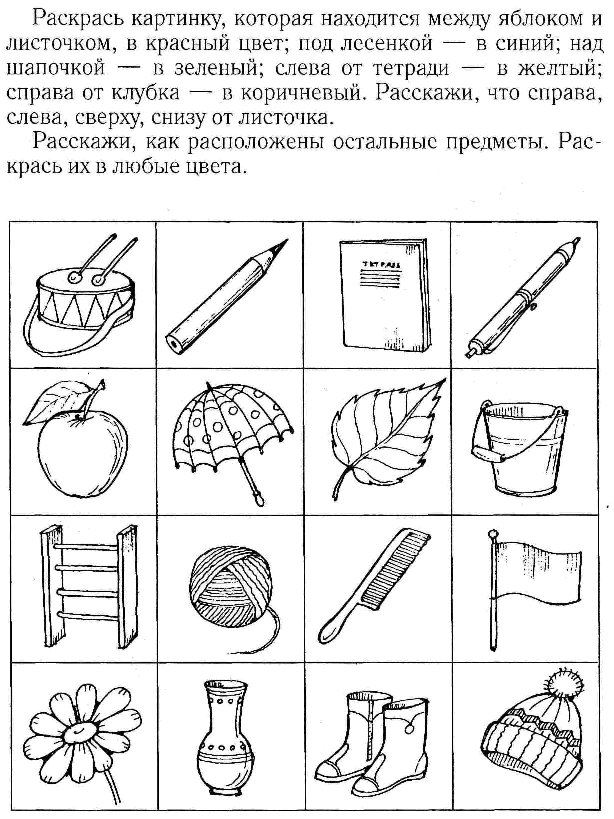 Раскрась картинку, которая находится между яблоком и
листочком, в красный цвет; под лесенкой — в синий; над
шапочкой — в зеленый; слева от тетради — в желтый;
справа от клубка — в коричневый. Расскажи, что справа,
слева, сверху, снизу от листочка.
Расскажи, как расположены остальные предметы. Рас-
крась их в любые цвета.
ТЕТРАДЬ